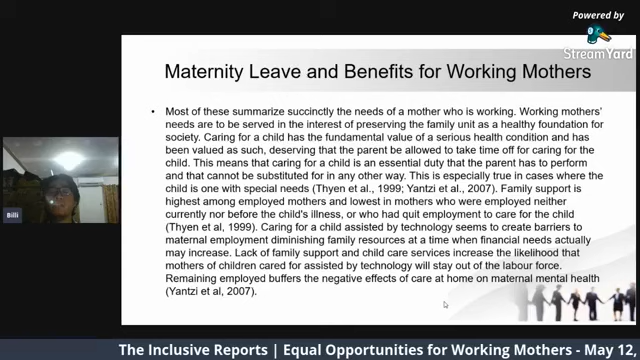 Powered by
StreamYard
Maternity Leave and Benefits for Working Mothers
• Most of these summarize succinctly the needs of a mother who is working. Working mothers'
needs are to be served in the interest of preserving the family unit as a healthy foundation for
society. Caring for a child has the fundamental value of a serious health condition and has
been valued as such, deserving that the parent be allowed to take time off for caring for the
child. This means that caring for a child is an essential duty that the parent has to perform
and that cannot be substituted for in any other way. This is especially true in cases where the
child is one with special needs (Thyen et al., 1999; Yantzi et al., 2007). Family support is
highest among employed mothers and lowest in mothers who were employed neither
currently nor before the child's illness, or who had quit employment to care for the child
(Thyen et al, 1999). Caring for a child assisted by technology seems to create barriers to
maternal employment diminishing family resources at a time when financial needs actually
may increase. Lack of family support and child care services increase the likelihood that
mothers of children cared for assisted by technology will stay out of the labour force.
Remaining employed buffers the negative effects of care at home on maternal mental health
(Yantzi et al, 2007).
Billi
The Inclusive Reports | Equal Opportunities for Working Mothers - May 12,